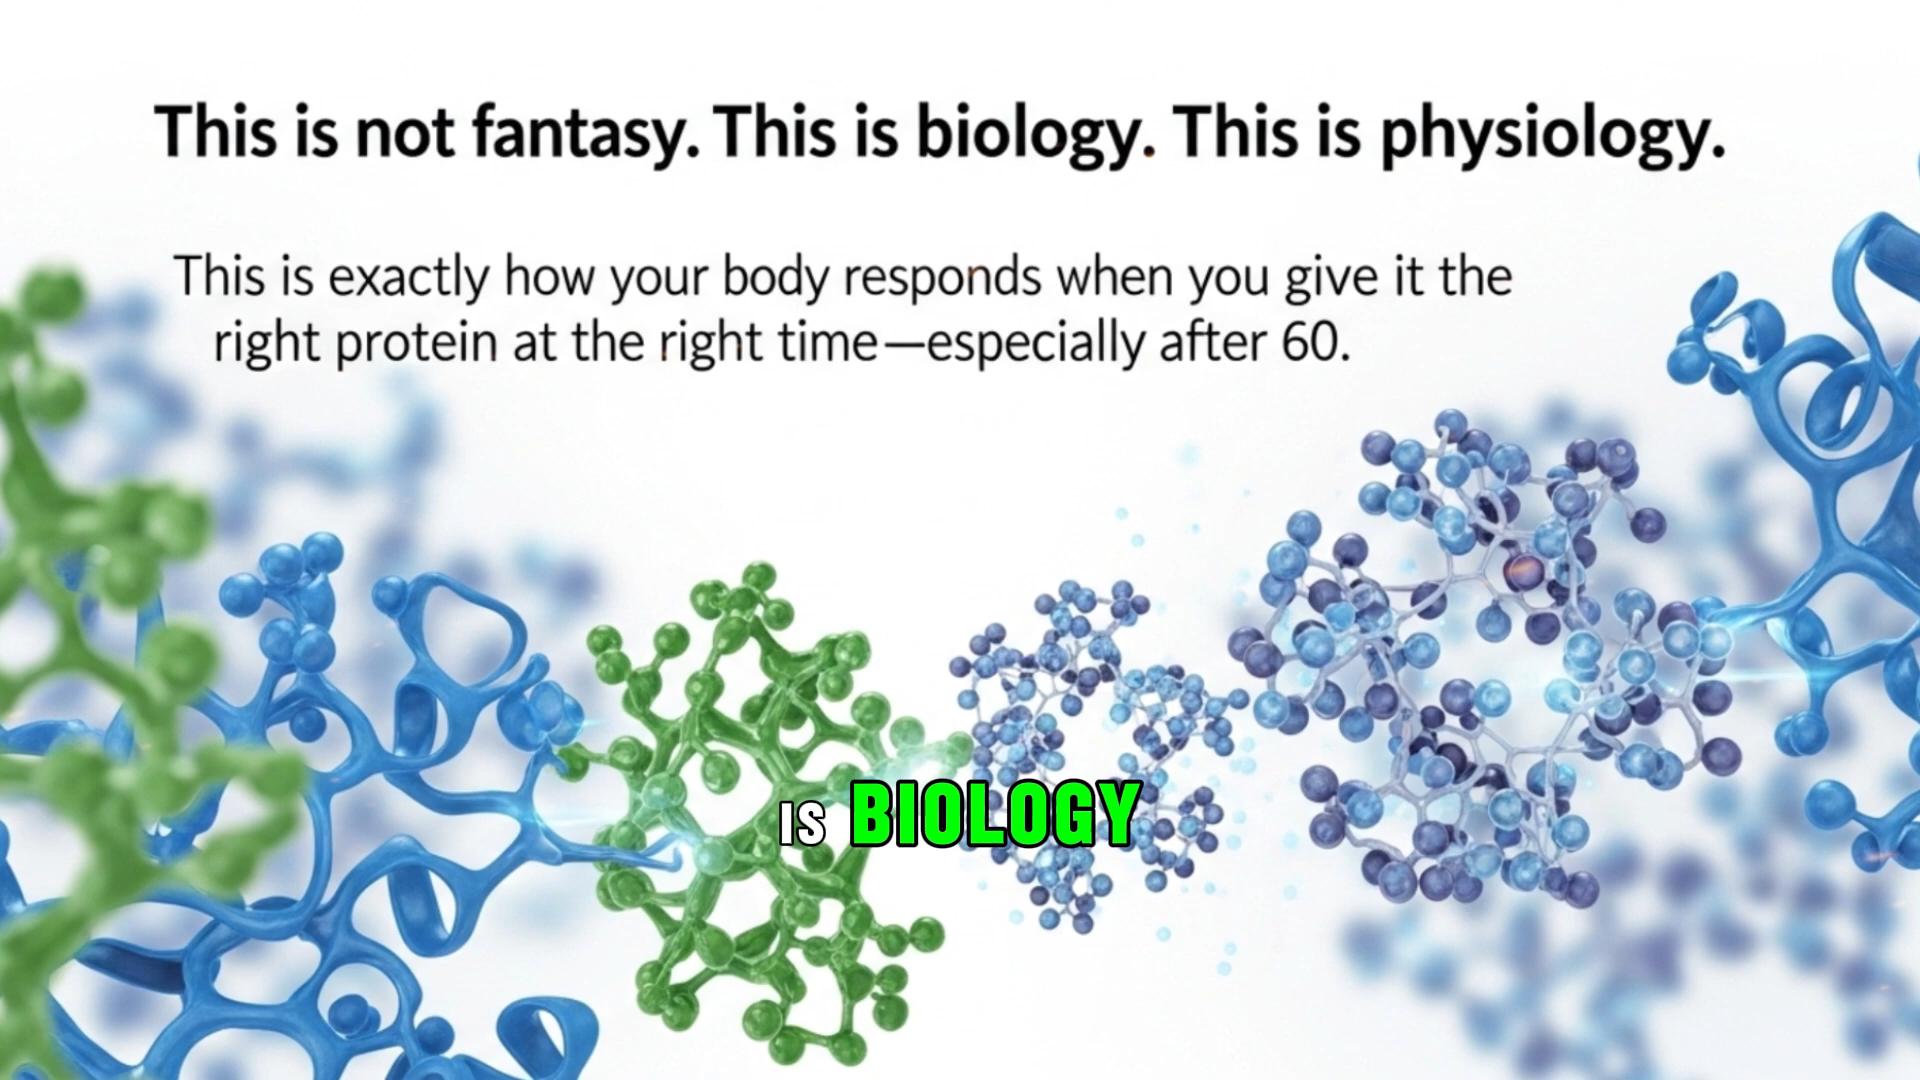 This is not fantasy. This is biology. This is physiology.
This is exactly how your body responds when you give it the
right protein at the right time—especially after 60.
IS BIOLOGY